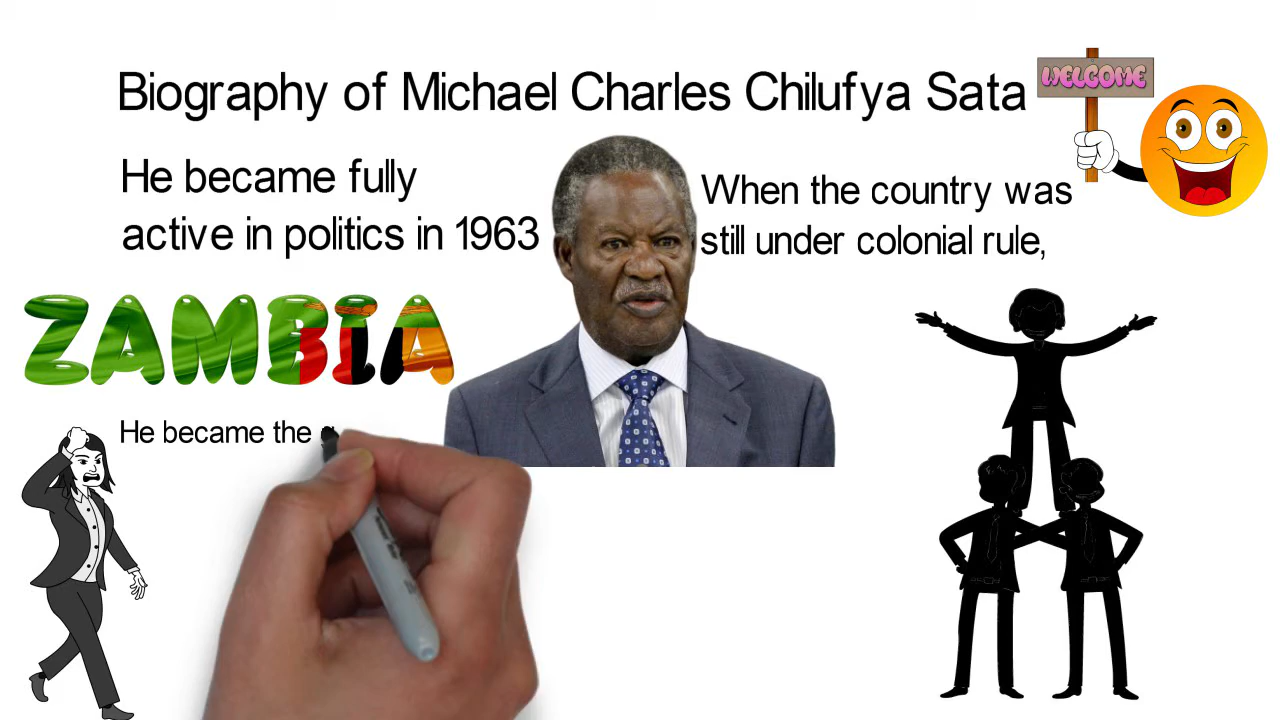 Biography of Michael Charles Chilufya Sata
WELCOME
He became fully
active in politics in 1963
When the country was
still under colonial rule,
ZAMBIA
He became the